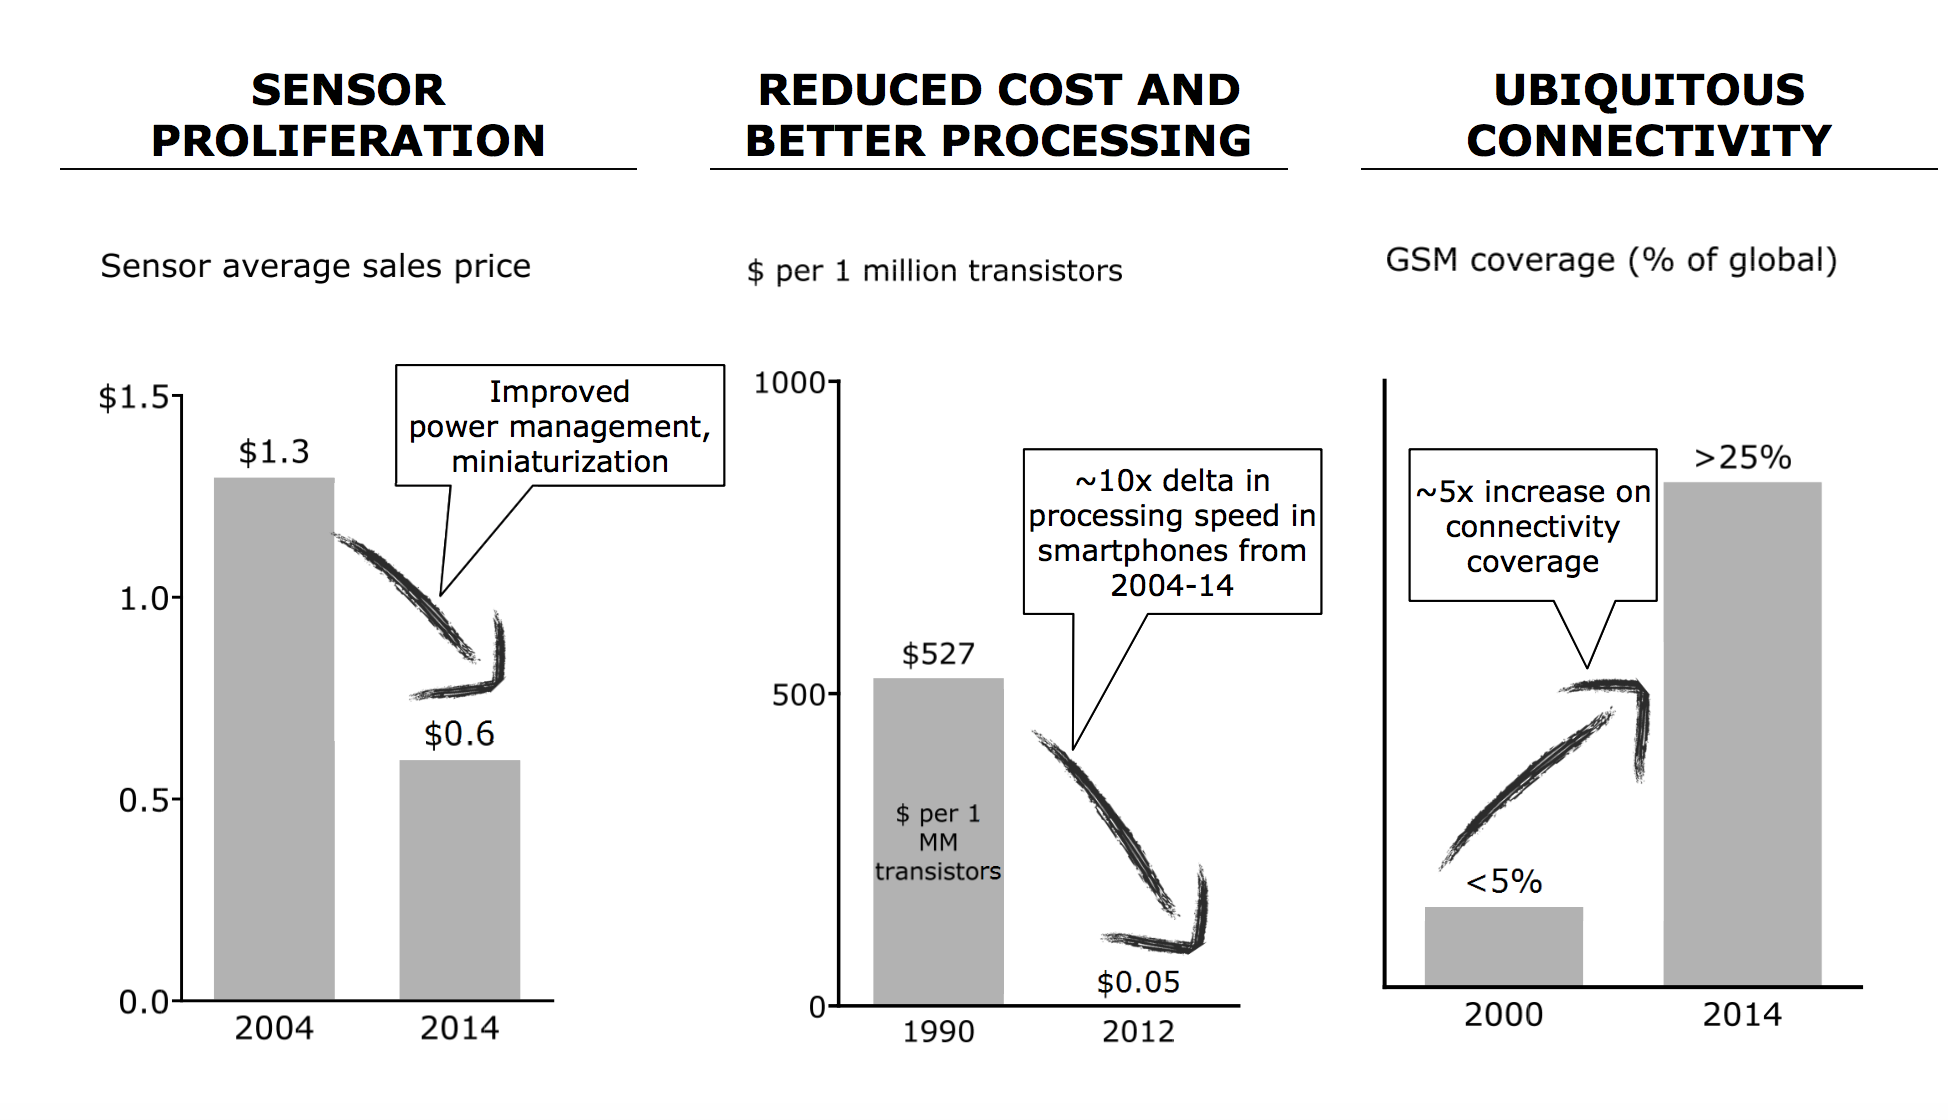 SENSOR
PROLIFERATION
Sensor average sales price
$1.5
1.0
0.5
0.0
$1.3
$0.6
Improved
power management,
miniaturization
2004
2014
REDUCED COST AND
BETTER PROCESSING
$ per 1 million transistors
1000
500
0
$527
$ per 1
MM
transistors
~10x delta in
processing speed in
smartphones from
2004-14
$0.05
1990
2012
UBIQUITOUS
CONNECTIVITY
GSM coverage (% of global)
~5x increase on
connectivity
coverage
>25%
<5%
2000
2014